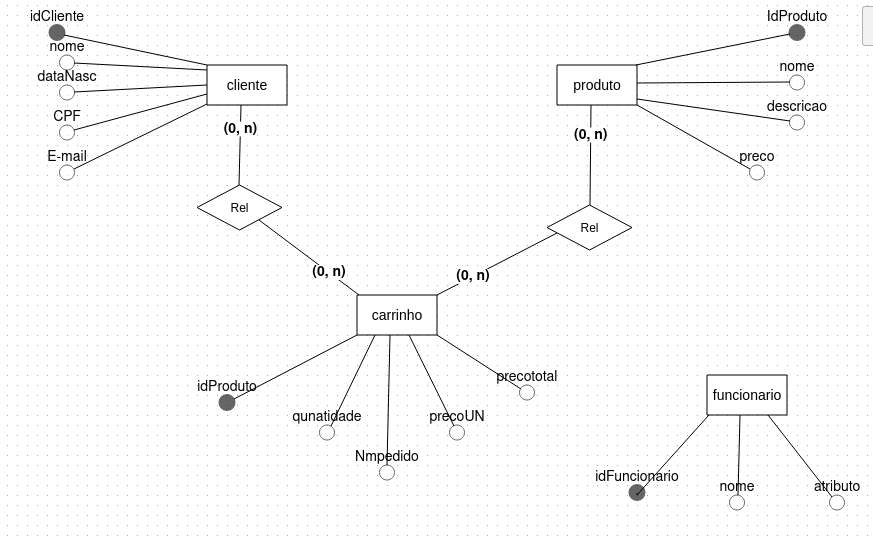 idCliente
nome
dataNasc
CPF
E-mail
cliente
(0, n)
Rel
(0, n)
IdProduto
nome
descricao
preco
produto
(0, n)
Rel
(0, n)
carrinho
idProduto
qunatidade
Nmpedido
precoUN
precototal
funcionario
idFuncionario
nome
atributo